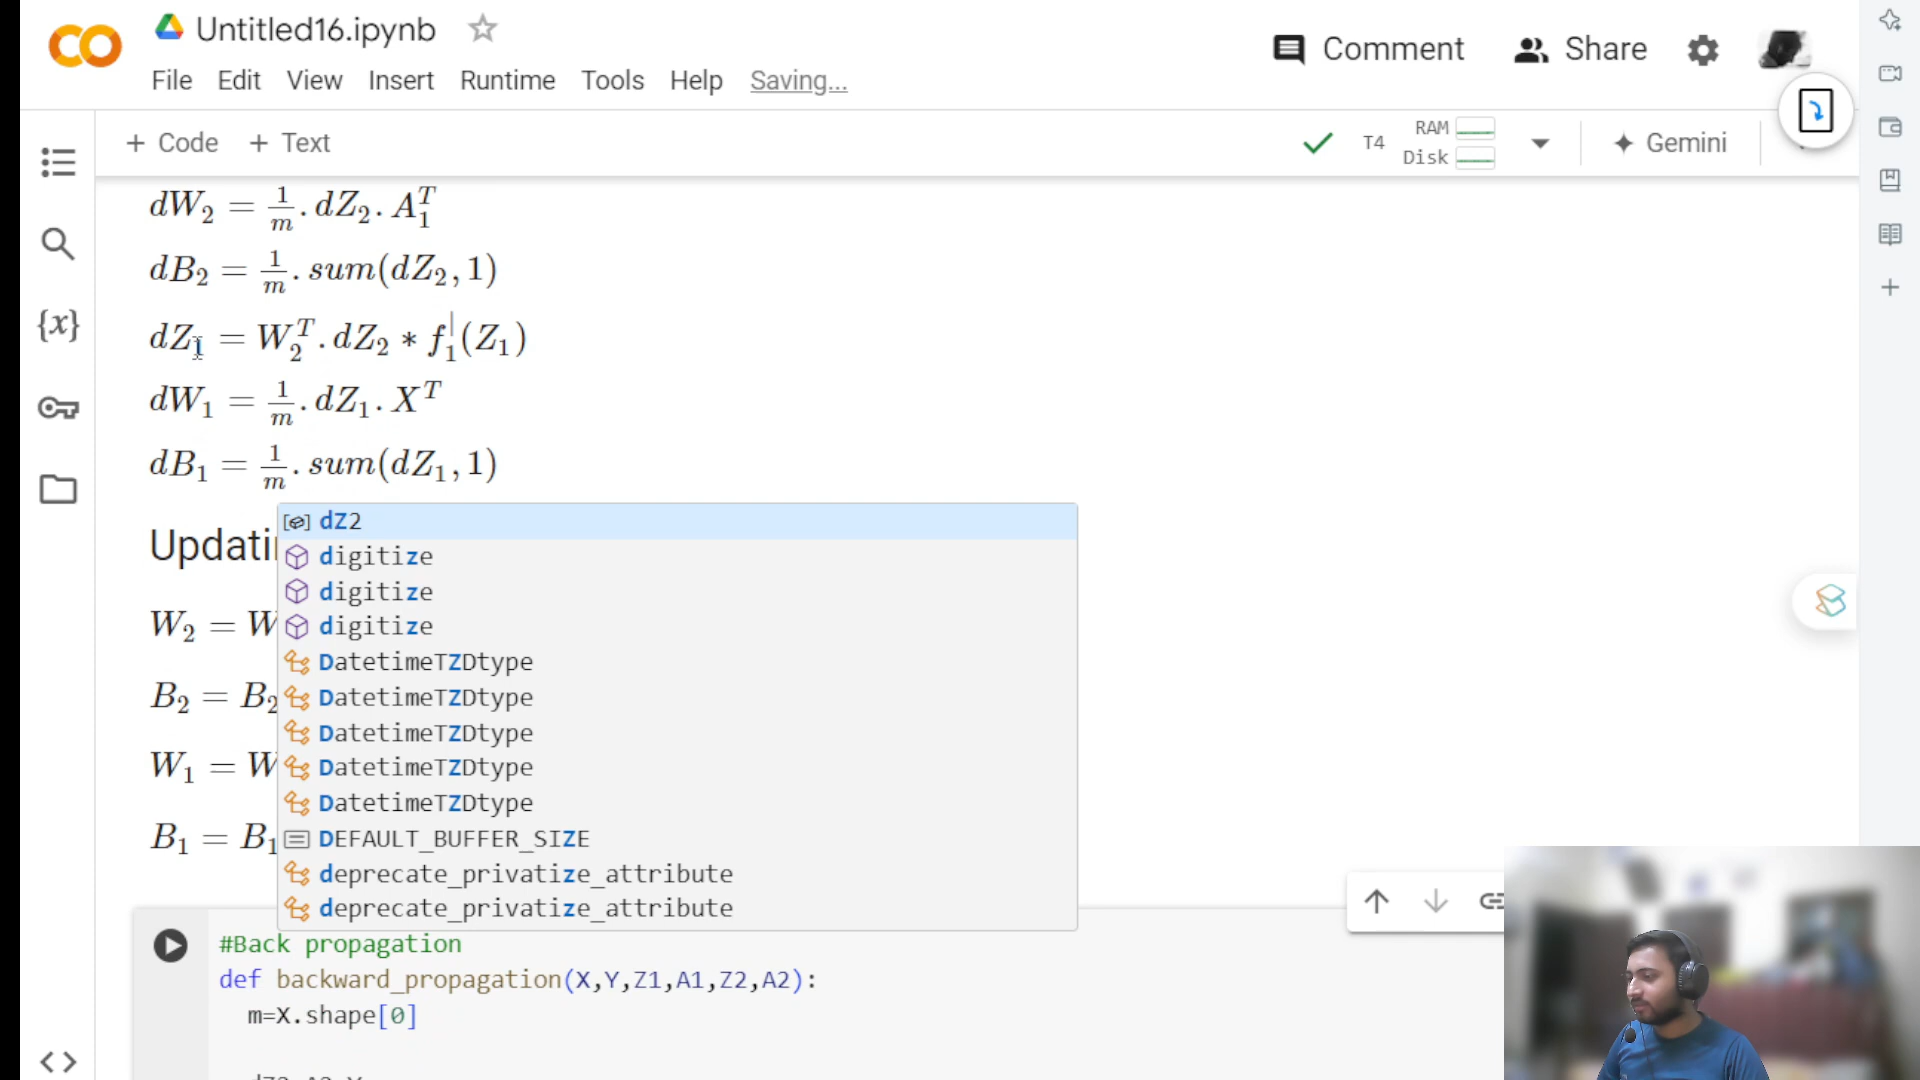 Untitled16.ipynb
Comment
Share
File Edit View Insert Runtime Tools Help Saving...
+ Code + Text
T4
RAM
Disk
Gemini
dW₂ = 1/m . dZ₂ . A₁ᵀ
dB₂ = 1/m . sum(dZ₂, 1)
dZ₁ = W₂ᵀ . dZ₂ * f₁|(Z₁)
dW₁ = 1/m . dZ₁ . Xᵀ
dB₁ = 1/m . sum(dZ₁, 1)
Updati
W₂ = W
B₂ = B₂
W₁ = W
B₁ = B₁
dZ2
digitize
digitize
digitize
DatetimeTZDtype
DatetimeTZDtype
DatetimeTZDtype
DatetimeTZDtype
DatetimeTZDtype
DEFAULT_BUFFER_SIZE
deprecate_privatize_attribute
deprecate_privatize_attribute
#Back propagation
def backward_propagation(X,Y,Z1,A1,Z2,A2):
m=X.shape[0]